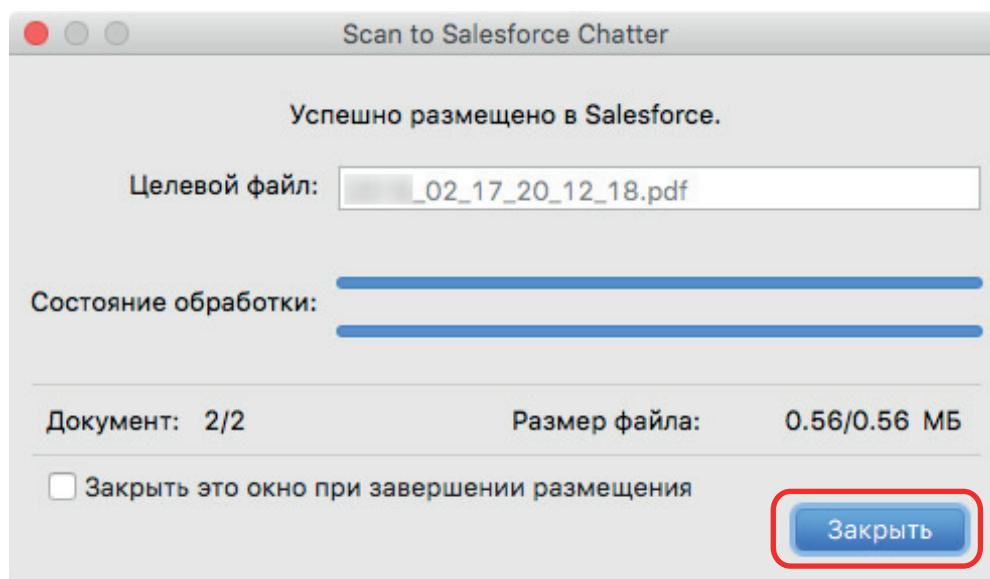 Scan to Salesforce Chatter
Успешно размещено в Salesforce.
Целевой файл: _02_17_20_12_18.pdf
Состояние обработки:
Документ: 2/2 Размер файла: 0.56/0.56 МБ
Закрыть это окно при завершении размещения
Закрыть